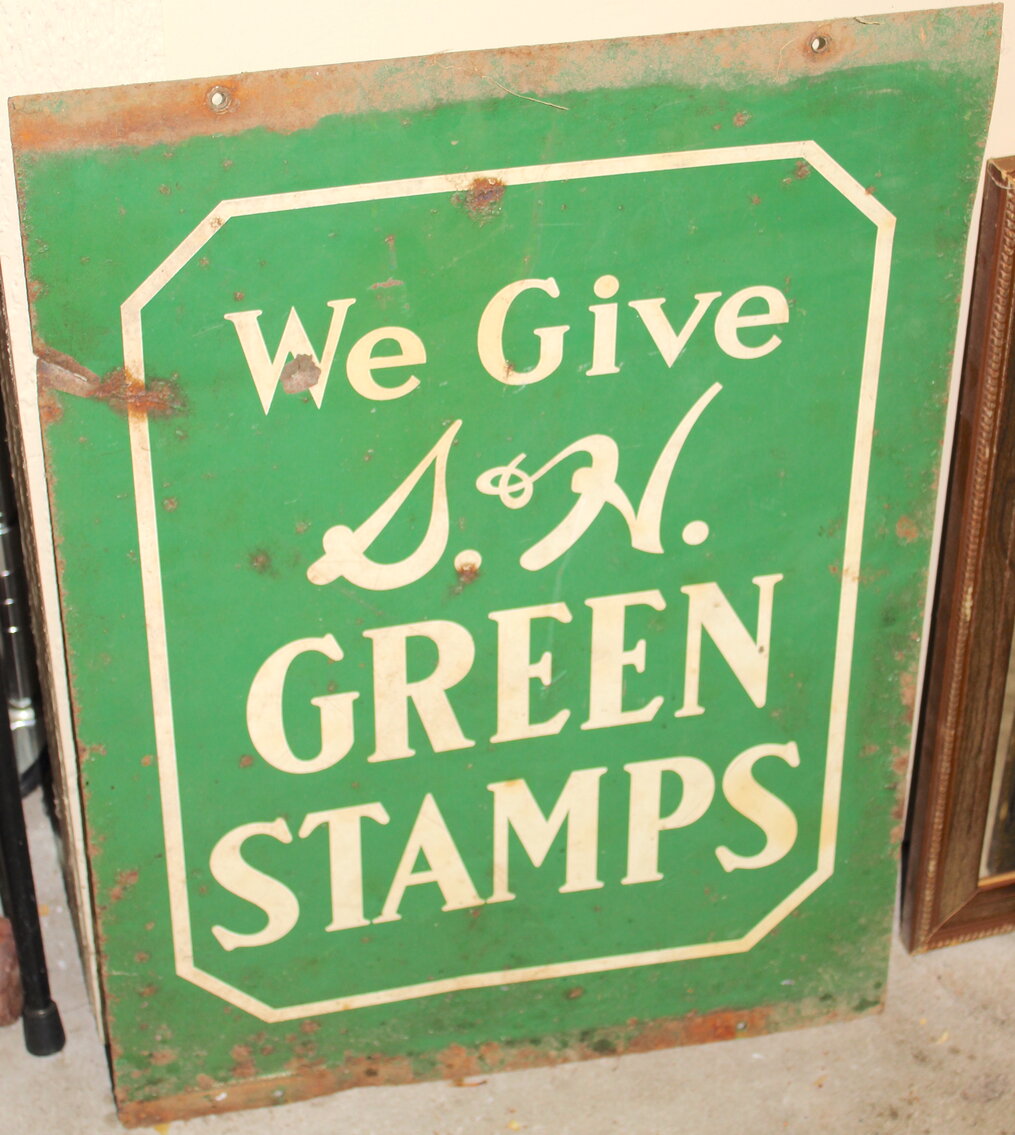 We Give
S. & H.
GREEN
STAMPS